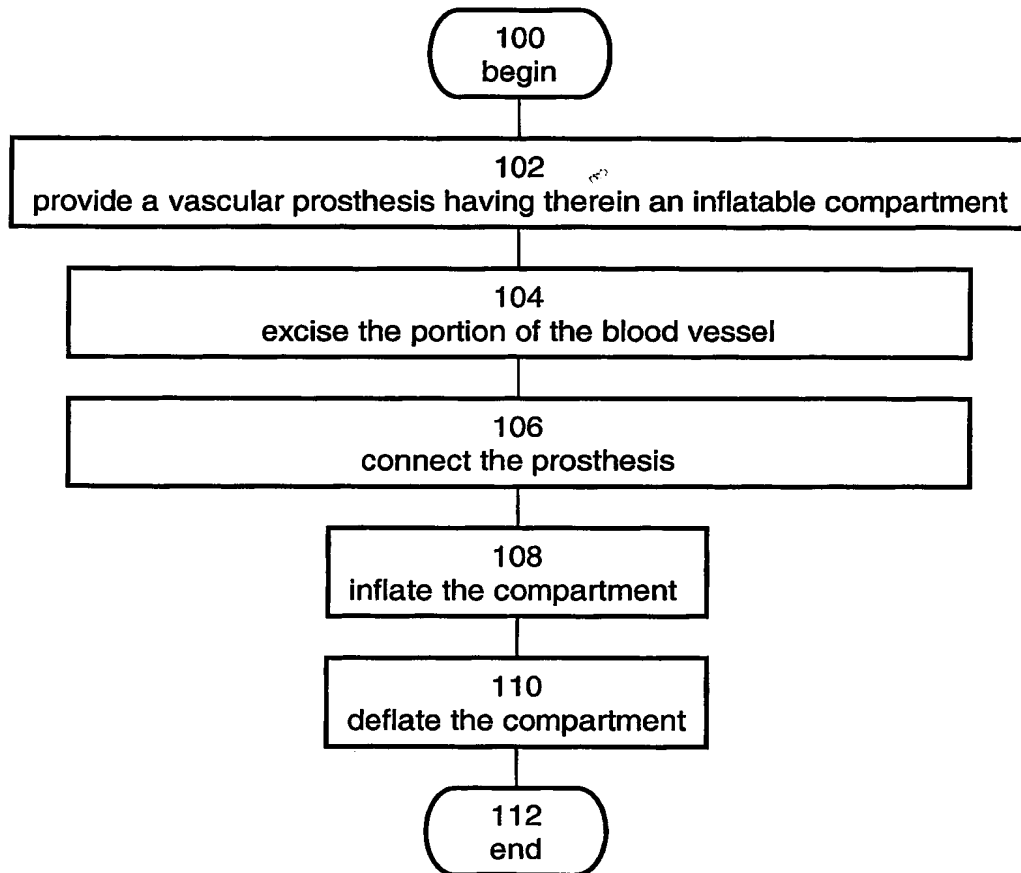 100
begin
102
provide a vascular prosthesis having therein an inflatable compartment
104
excise the portion of the blood vessel
106
connect the prosthesis
108
inflate the compartment
110
deflate the compartment
112
end